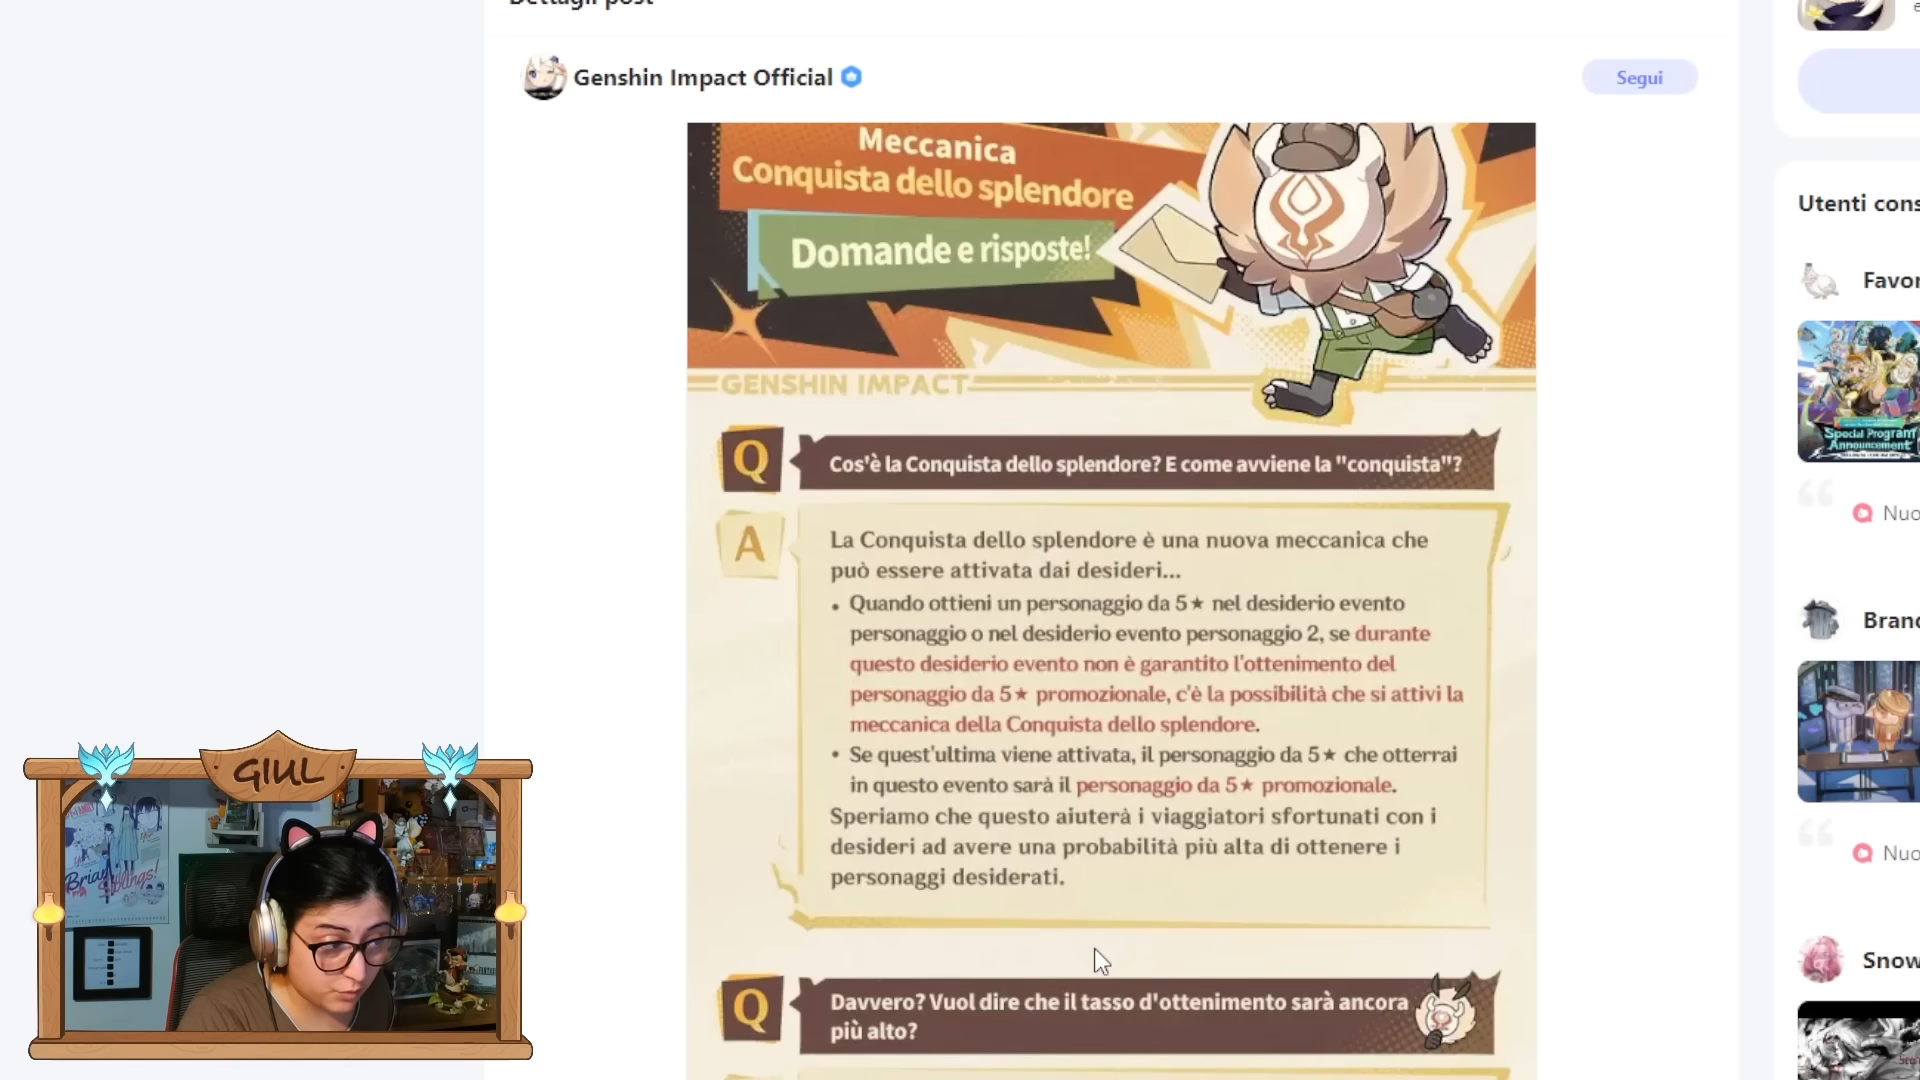 Dettagli post
Genshin Impact Official
Segui
Meccanica
Conquista dello splendore
Domande e risposte!
GENSHIN IMPACT
Q
Cos'è la Conquista dello splendore? E come avviene la "conquista"?
A
La Conquista dello splendore è una nuova meccanica che
può essere attivata dai desideri...
• Quando ottieni un personaggio da 5★ nel desiderio evento
personaggio o nel desiderio evento personaggio 2, se durante
questo desiderio evento non è garantito l'ottenimento del
personaggio da 5★ promozionale, c'è la possibilità che si attivi la
meccanica della Conquista dello splendore.
• Se quest'ultima viene attivata, il personaggio da 5★ che otterrai
in questo evento sarà il personaggio da 5★ promozionale.
Speriamo che questo aiuterà i viaggiatori sfortunati con i
desideri ad avere una probabilità più alta di ottenere i
personaggi desiderati.
Q
Davvero? Vuol dire che il tasso d'ottenimento sarà ancora
più alto?
Utenti cons
Favor
Special Program
Announcement
Nuo
Branc
Nuo
Snow
GIUL
Siblings!